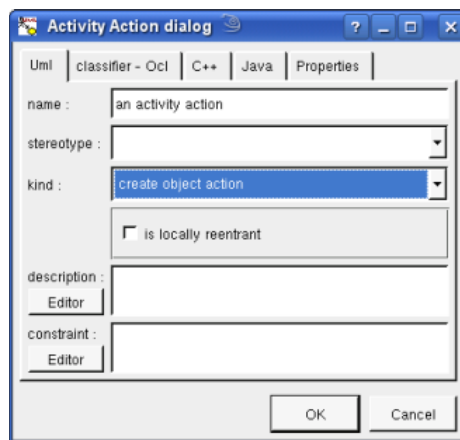 Activity Action dialog
Uml classifier - Ocl C++ Java Properties
name : an activity action
stereotype :
kind : create object action
is locally reentrant
description :
Editor
constraint :
Editor
OK Cancel